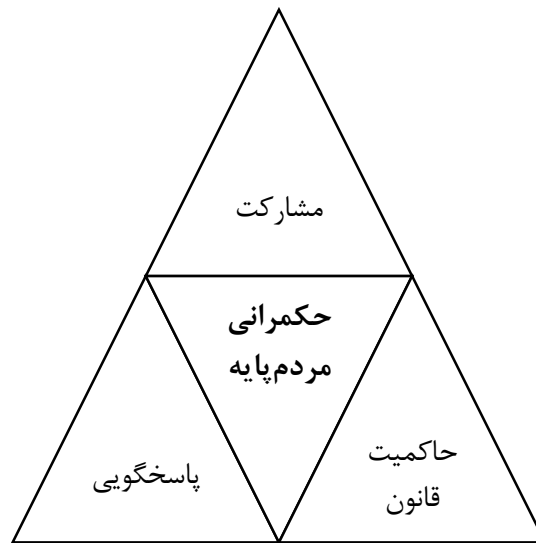 مشارکت
حکمرانی
مردم‌پایه
حاکمیت
قانون
پاسخگویی